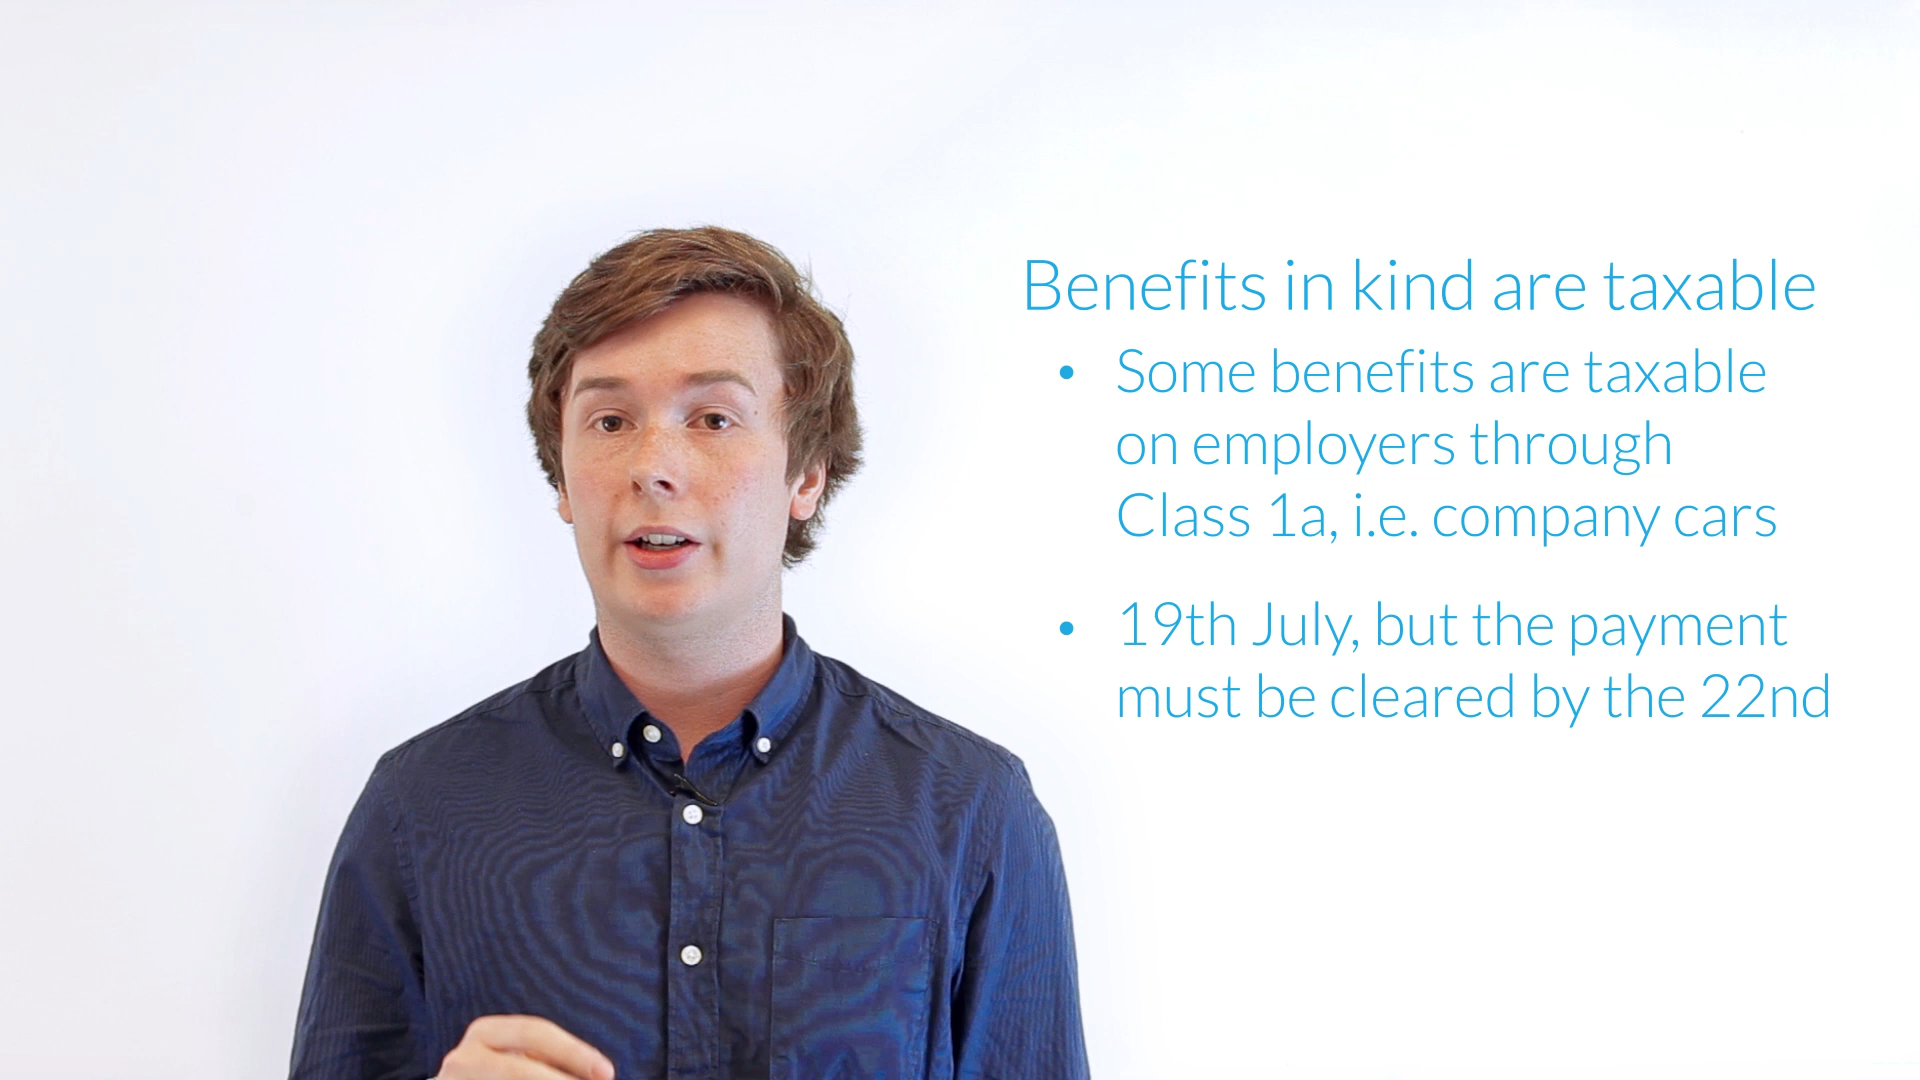 Benefits in kind are taxable
• Some benefits are taxable
on employers through
Class 1a, i.e. company cars
• 19th July, but the payment
must be cleared by the 22nd